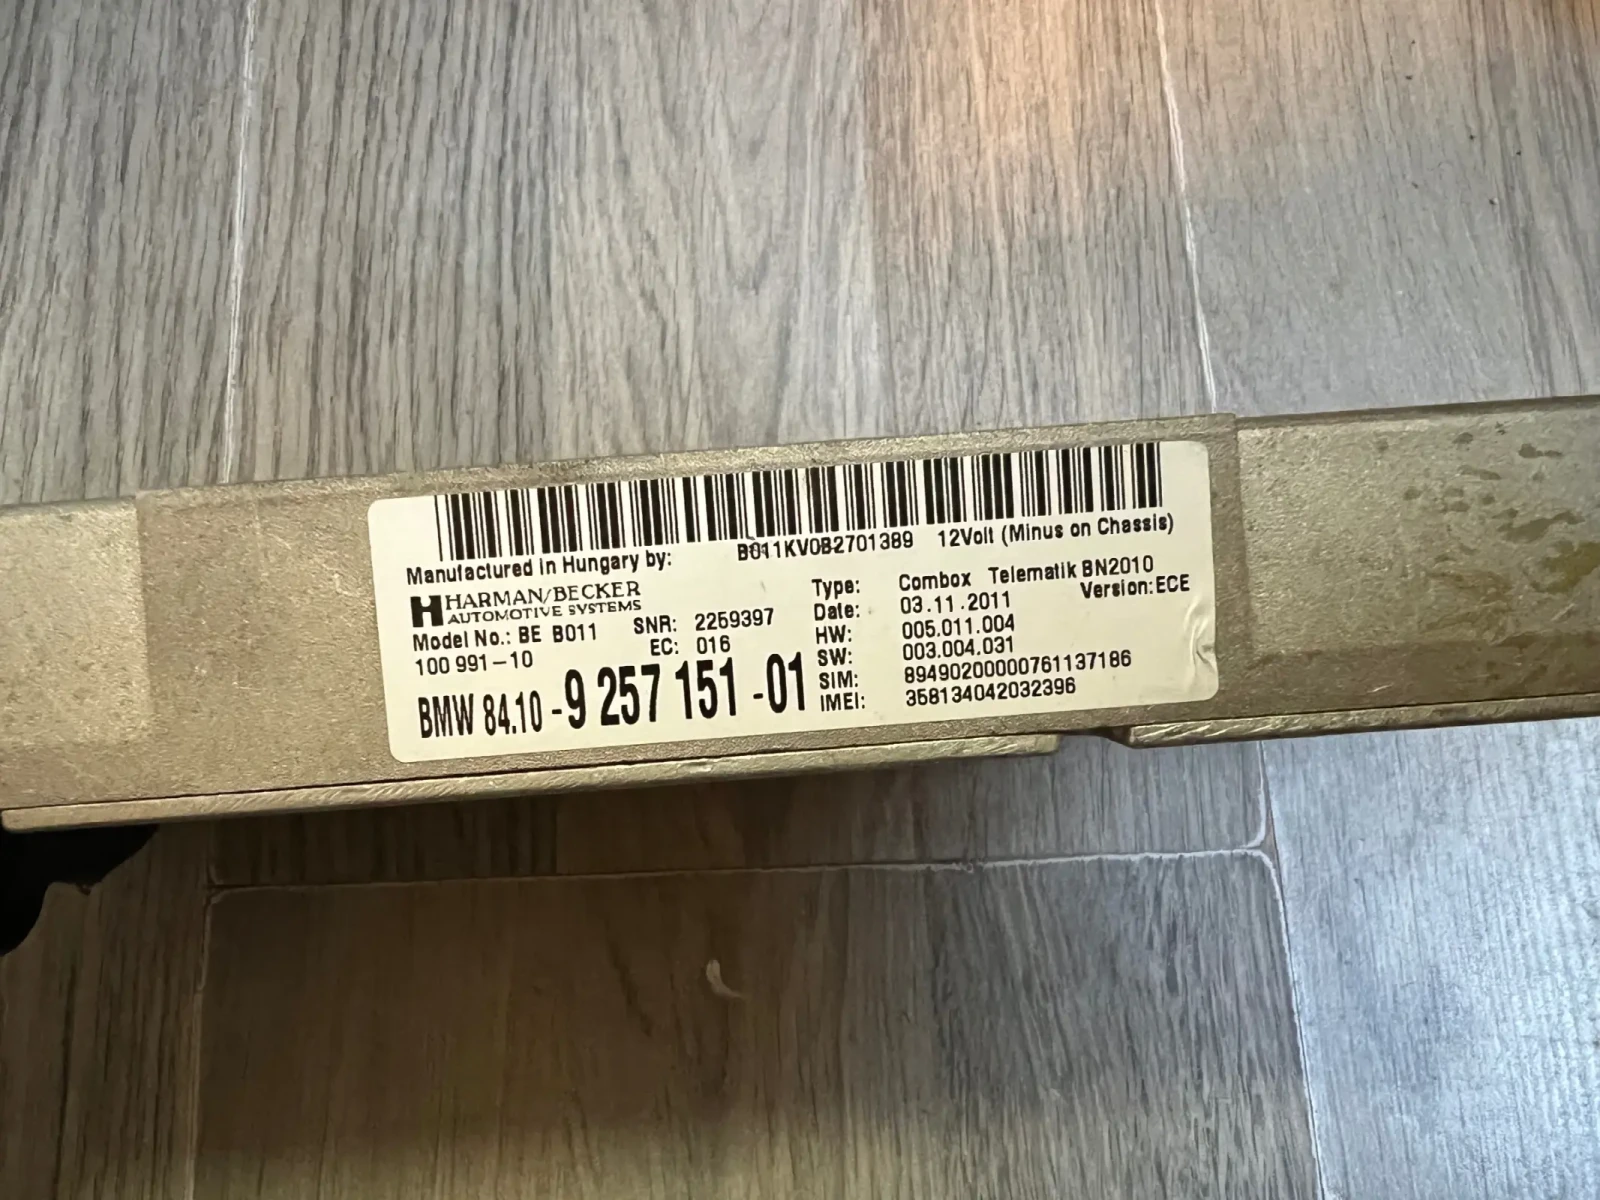 B011KV0B2701389 12Volt (Minus on Chassis)
Manufactured in Hungary by:
H HARMAN/BECKER
AUTOMOTIVE SYSTEMS
Model No.: BE B011 SNR: 2259397
100 991-10 EC: 016
BMW 84.10 -9 257 151 -01
Type: Combox Telematik BN2010
Date: 03.11.2011 Version: ECE
HW: 005.011.004
SW: 003.004.031
SIM: 89490200000761137186
IMEI: 358134042032396